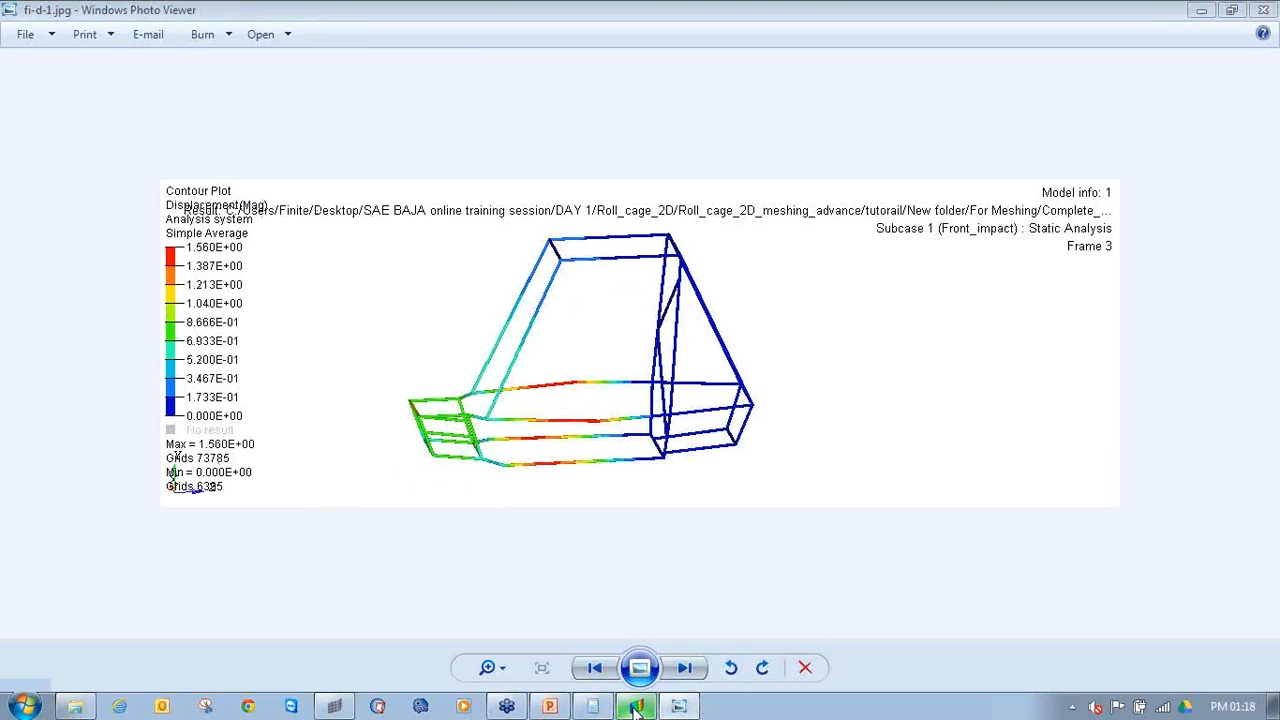 fi-d-1.jpg - Windows Photo Viewer
File Print E-mail Burn Open
Contour Plot
Displacement(Mag)
Analysis system
Simple Average
1.560E+00
1.387E+00
1.213E+00
1.040E+00
8.666E-01
6.933E-01
5.200E-01
3.467E-01
1.733E-01
0.000E+00
No result
Max = 1.560E+00
Grids 73785
Min = 0.000E+00
Model info: 1
Result: C:/Users/Finite/Desktop/SAE BAJA online training session/DAY 1/Roll_cage_2D/Roll_cage_2D_meshing_advance/tutorail/New folder/For Meshing/Complete_...
Subcase 1 (Front_impact) : Static Analysis
Frame 3
PM 01:18